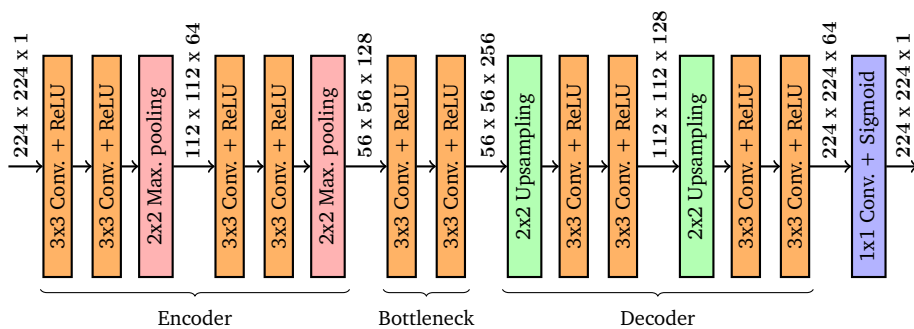 224 x 224 x 1
3x3 Conv. + ReLU
3x3 Conv. + ReLU
2x2 Max. pooling
112 x 112 x 64
3x3 Conv. + ReLU
3x3 Conv. + ReLU
2x2 Max. pooling
56 x 56 x 128
3x3 Conv. + ReLU
3x3 Conv. + ReLU
56 x 56 x 256
2x2 Upsampling
3x3 Conv. + ReLU
3x3 Conv. + ReLU
112 x 112 x 128
2x2 Upsampling
3x3 Conv. + ReLU
3x3 Conv. + ReLU
224 x 224 x 64
1x1 Conv. + Sigmoid
224 x 224 x 1
Encoder
Bottleneck
Decoder